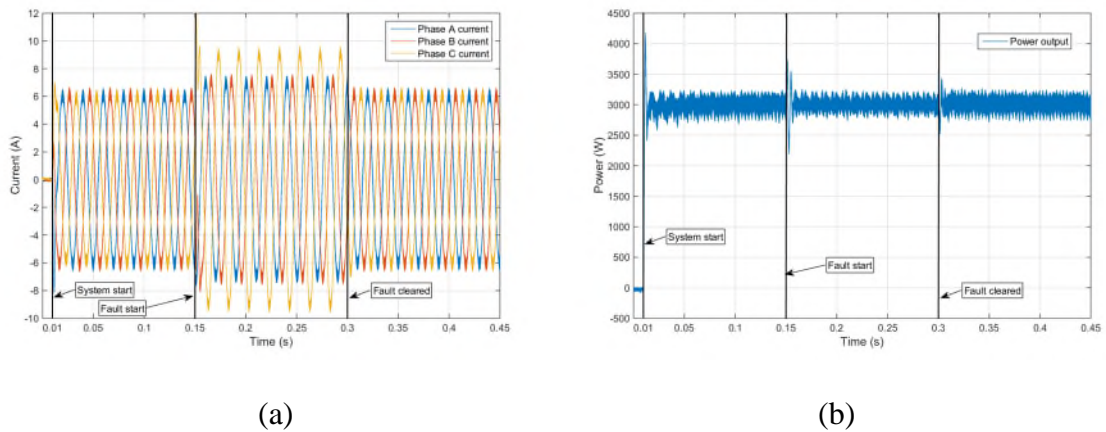 12
10
8
6
4
2
0
-2
-4
-6
-8
-10
Current (A)
Phase A current
Phase B current
Phase C current
System start
Fault start
Fault cleared
0.01 0.05 0.1 0.15 0.2 0.25 0.3 0.35 0.4 0.45
Time (s)
(a)
4500
4000
3500
3000
2500
2000
1500
1000
500
0
-500
Power (W)
Power output
System start
Fault start
Fault cleared
0.01 0.05 0.1 0.15 0.2 0.25 0.3 0.35 0.4 0.45
Time (s)
(b)